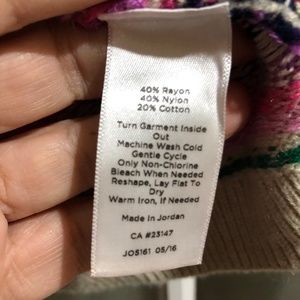 40% Rayon
40% Nylon
20% Cotton
Turn Garment Inside
Out
Machine Wash Cold
Gentle Cycle
Only Non-Chlorine
Bleach When Needed
Reshape, Lay Flat To
Dry
Warm Iron, If Needed
Made In Jordan
CA #23147
JO5161 05/16